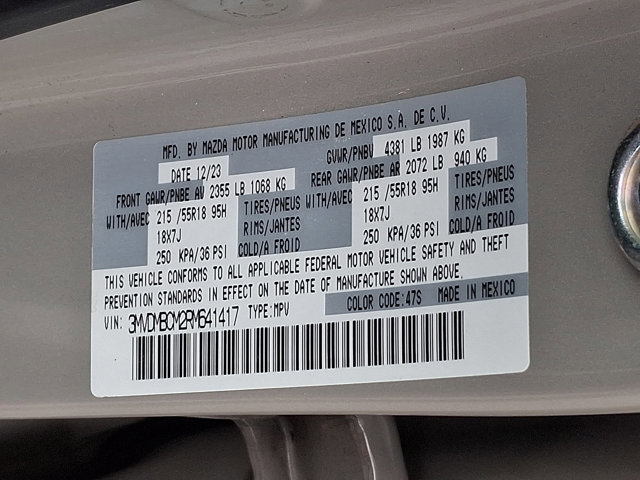 MFD. BY MAZDA MOTOR MANUFACTURING DE MEXICO S.A. DE C.V.
DATE 12/23 GVWR/PNBV 4381 LB 1987 KG
FRONT GAWR/PNBE AV 2355 LB 1068 KG REAR GAWR/PNBE AR 2072 LB 940 KG
WITH/AVEC 215 /55R18 95H TIRES/PNEUS WITH/AVEC 215 /55R18 95H TIRES/PNEUS
18X7J RIMS/JANTES 18X7J RIMS/JANTES
250 KPA/36 PSI COLD/A FROID 250 KPA/36 PSI COLD/A FROID
THIS VEHICLE CONFORMS TO ALL APPLICABLE FEDERAL MOTOR VEHICLE SAFETY AND THEFT
PREVENTION STANDARDS IN EFFECT ON THE DATE OF MANUFACTURE SHOWN ABOVE.
VIN: 3MVDMBCM2RM641417 TYPE: MPV COLOR CODE: 47S MADE IN MEXICO